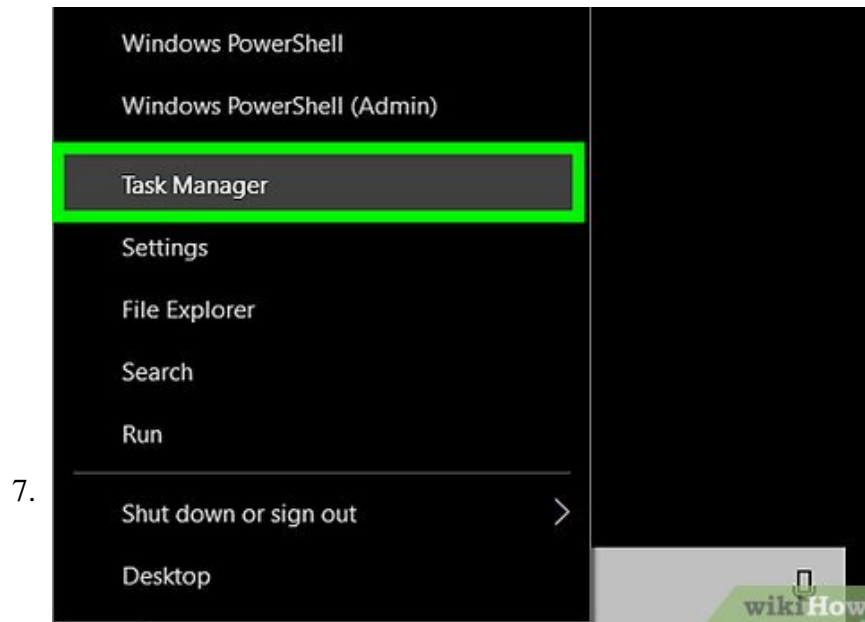 Windows PowerShell
Windows PowerShell (Admin)
Task Manager
Settings
File Explorer
Search
Run
7.
Shut down or sign out
Desktop
wikiHow